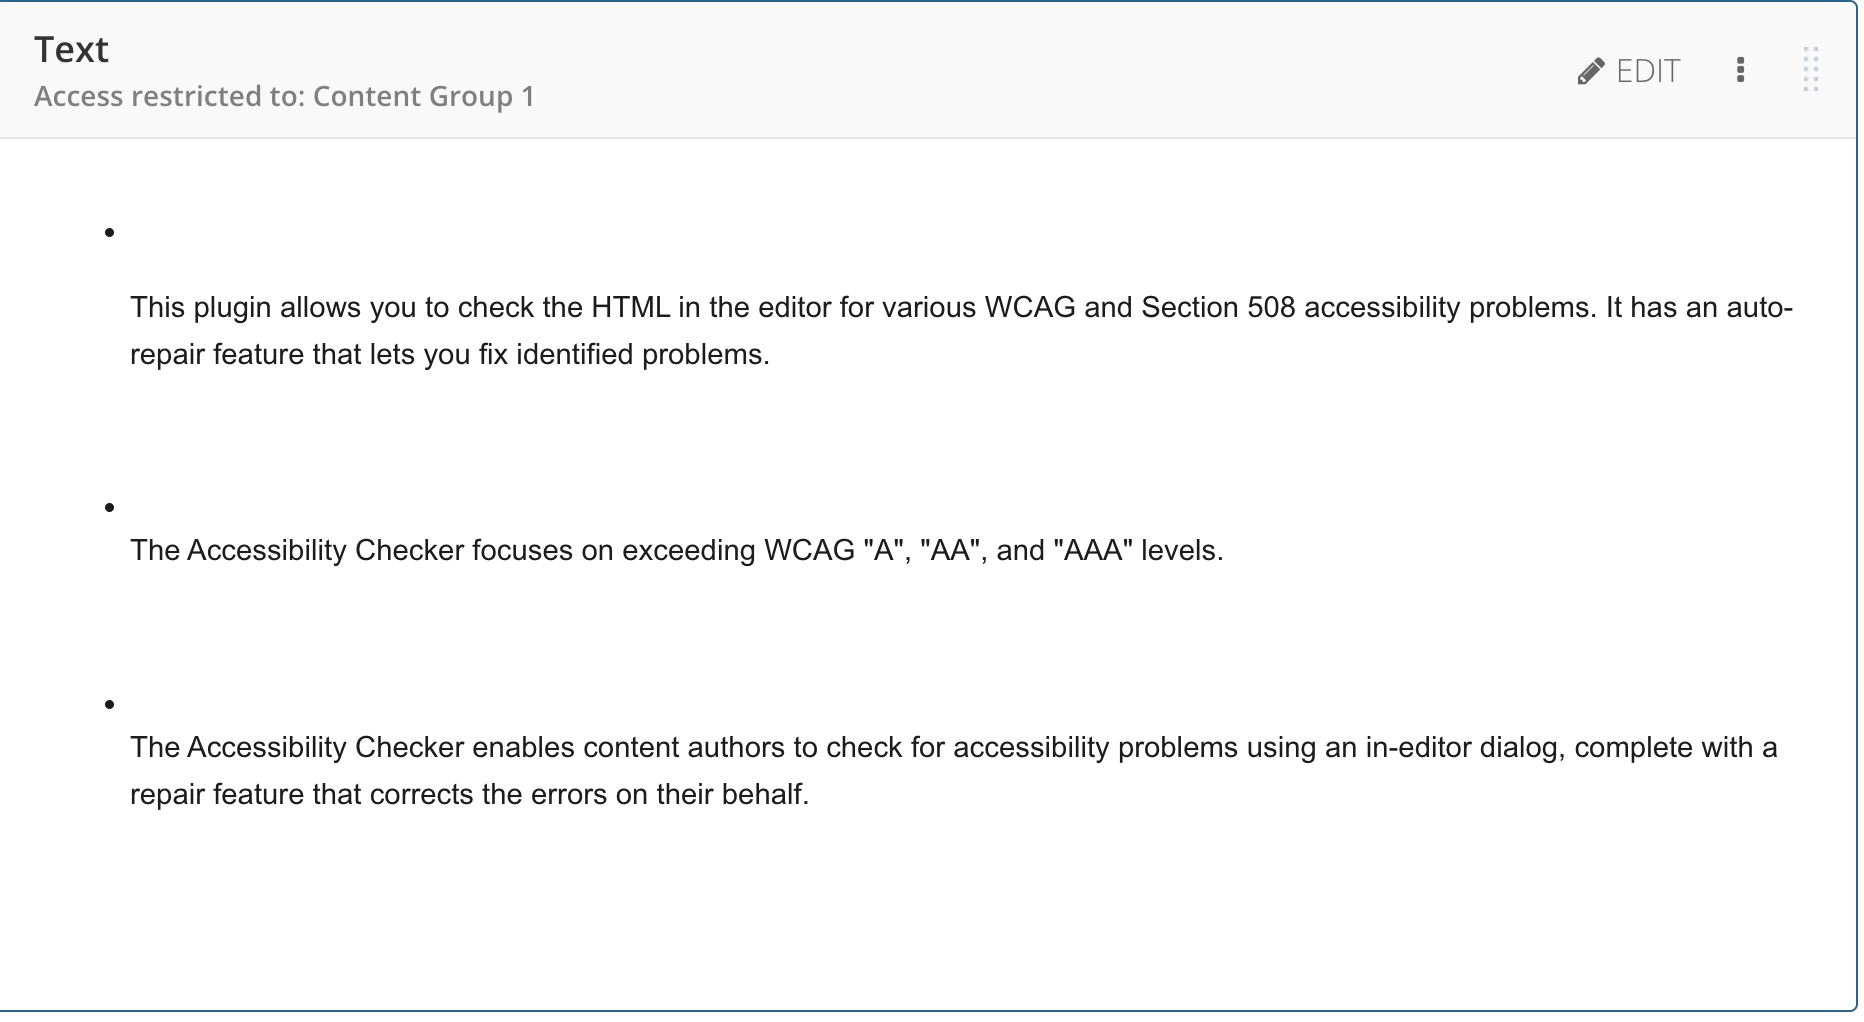 Text
Access restricted to: Content Group 1
EDIT
• 
This plugin allows you to check the HTML in the editor for various WCAG and Section 508 accessibility problems. It has an auto-
repair feature that lets you fix identified problems.
• 
The Accessibility Checker focuses on exceeding WCAG "A", "AA", and "AAA" levels.
• 
The Accessibility Checker enables content authors to check for accessibility problems using an in-editor dialog, complete with a
repair feature that corrects the errors on their behalf.